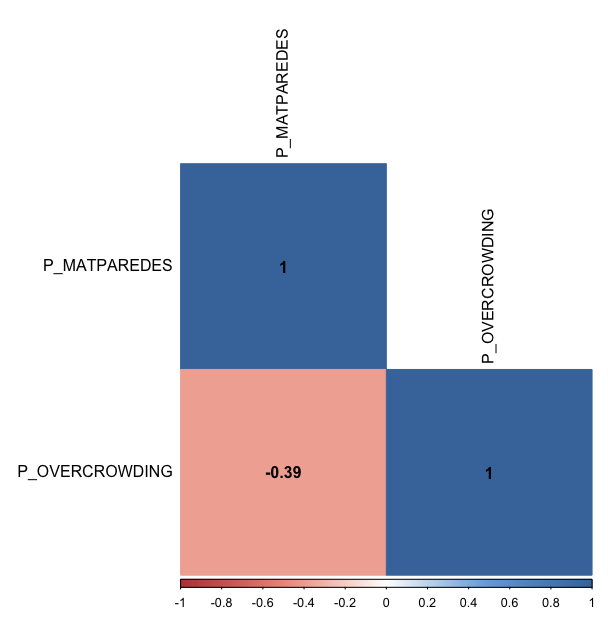 P_MATPAREDES
P_OVERCROWDING
P_MATPAREDES
1
P_OVERCROWDING
-0.39
1
-1 -0.8 -0.6 -0.4 -0.2 0 0.2 0.4 0.6 0.8 1